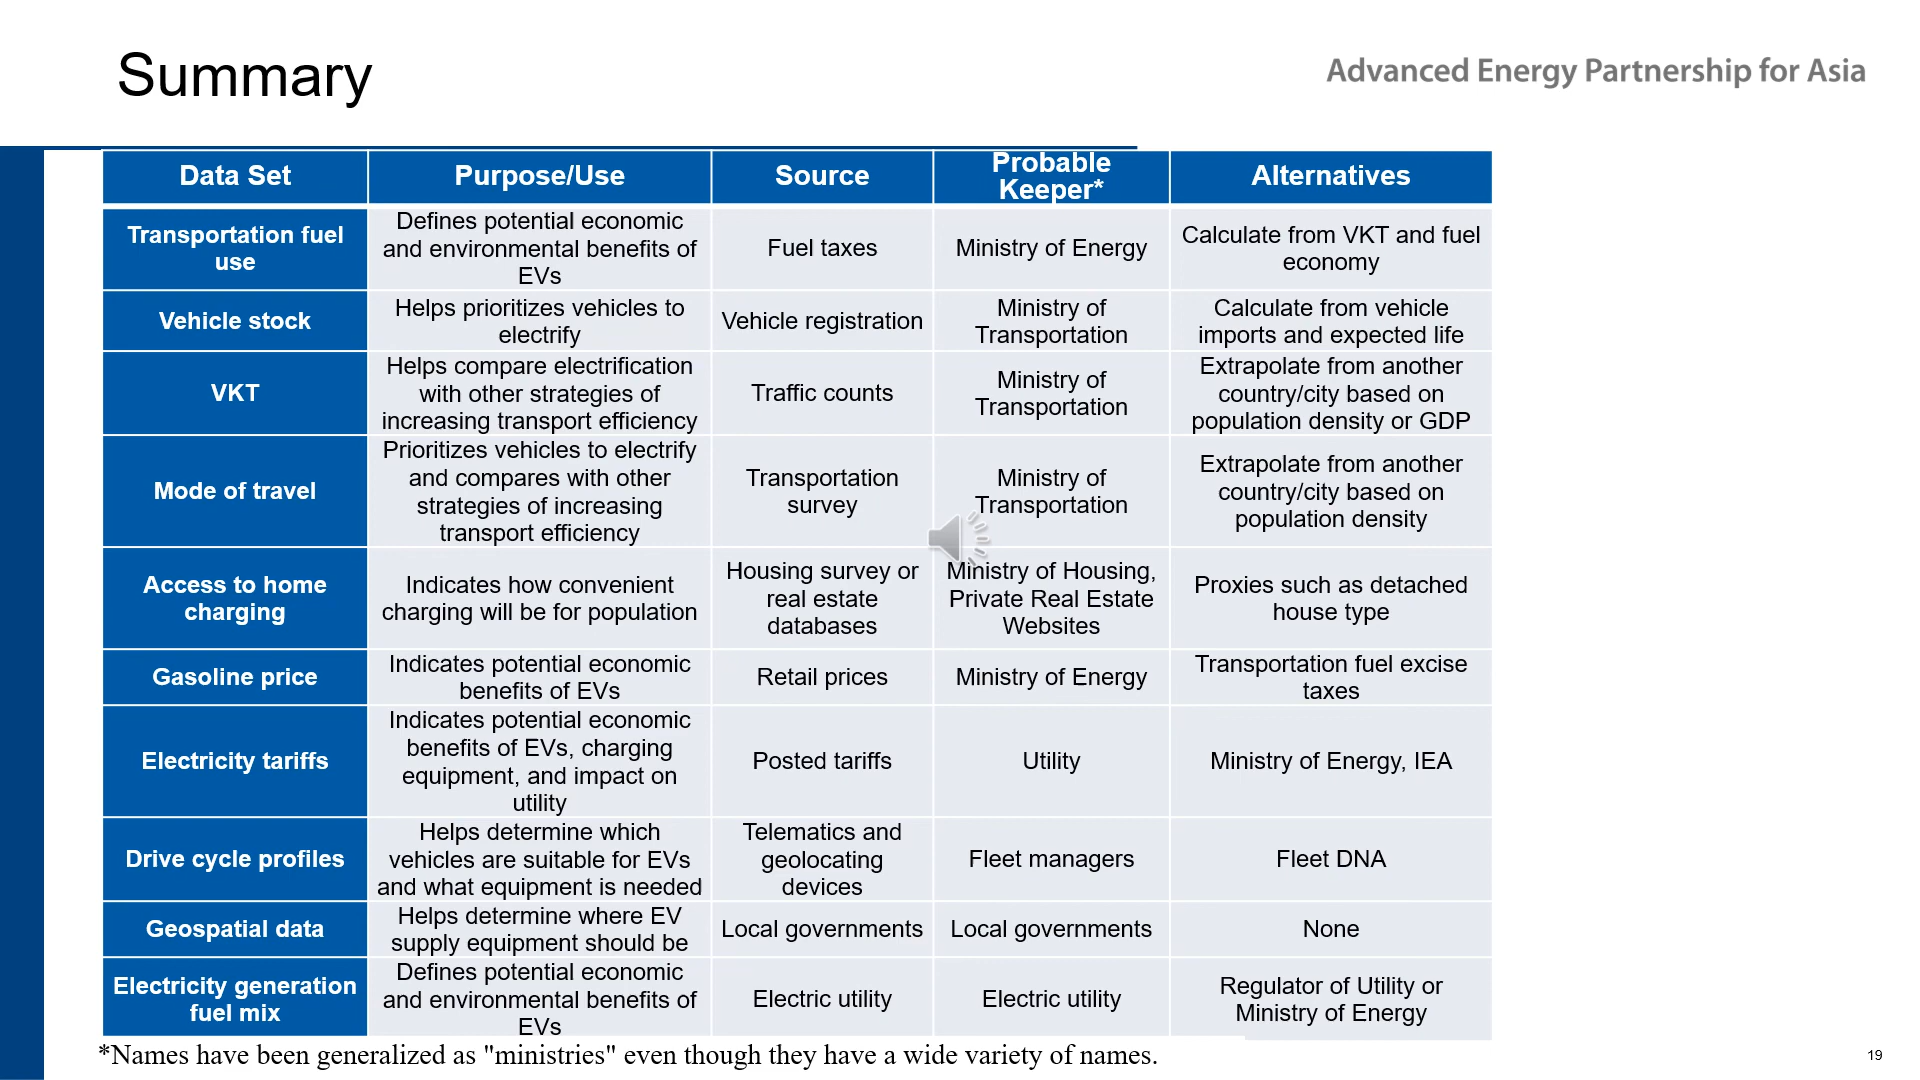 Summary
Advanced Energy Partnership for Asia
Data Set
Purpose/Use
Source
Probable
Keeper*
Alternatives
Transportation fuel
use
Defines potential economic
and environmental benefits of
EVs
Fuel taxes
Ministry of Energy
Calculate from VKT and fuel
economy
Vehicle stock
Helps prioritizes vehicles to
electrify
Vehicle registration
Ministry of
Transportation
Calculate from vehicle
imports and expected life
VKT
Helps compare electrification
with other strategies of
increasing transport efficiency
Traffic counts
Ministry of
Transportation
Extrapolate from another
country/city based on
population density or GDP
Mode of travel
Prioritizes vehicles to electrify
and compares with other
strategies of increasing
transport efficiency
Transportation
survey
Ministry of
Transportation
Extrapolate from another
country/city based on
population density
Access to home
charging
Indicates how convenient
charging will be for population
Housing survey or
real estate
databases
Ministry of Housing,
Private Real Estate
Websites
Proxies such as detached
house type
Gasoline price
Indicates potential economic
benefits of EVs
Retail prices
Ministry of Energy
Transportation fuel excise
taxes
Electricity tariffs
Indicates potential economic
benefits of EVs, charging
equipment, and impact on
utility
Posted tariffs
Utility
Ministry of Energy, IEA
Drive cycle profiles
Helps determine which
vehicles are suitable for EVs
and what equipment is needed
Telematics and
geolocating
devices
Fleet managers
Fleet DNA
Geospatial data
Helps determine where EV
supply equipment should be
Local governments
Local governments
None
Electricity generation
fuel mix
Defines potential economic
and environmental benefits of
EVs
Electric utility
Electric utility
Regulator of Utility or
Ministry of Energy
*Names have been generalized as "ministries" even though they have a wide variety of names.
19